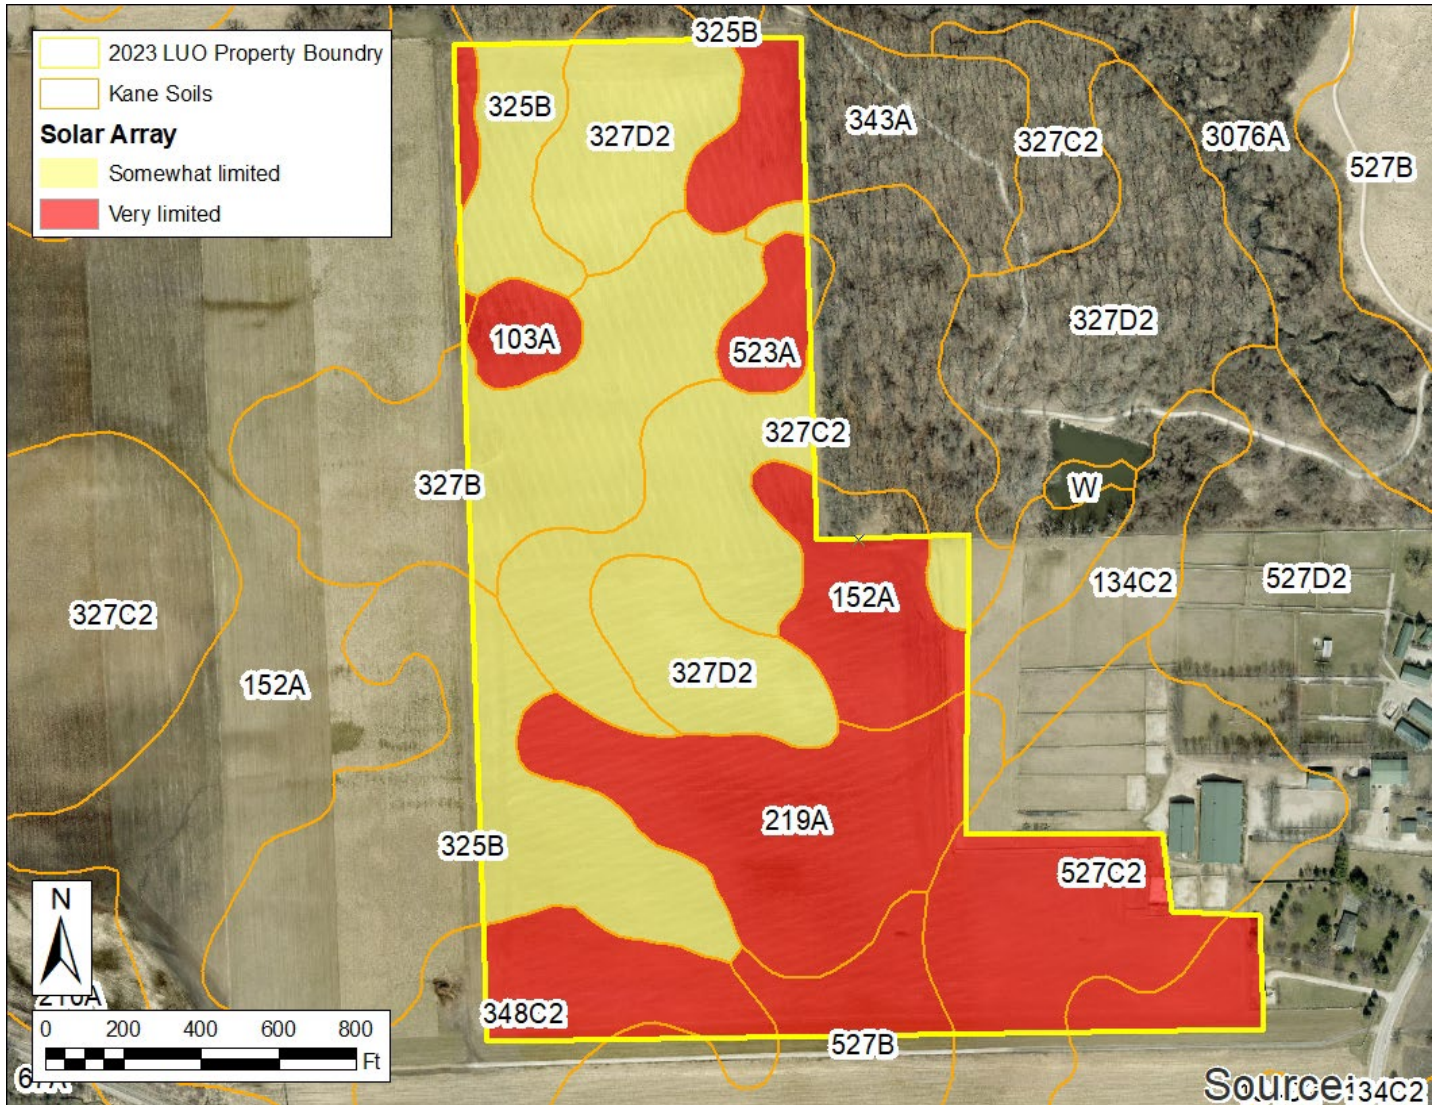 325B
2023 LUO Property Boundry
Kane Soils
Solar Array
Somewhat limited
Very limited
325B
327D2
343A
327C2
3076A
527B
327D2
103A
523A
327C2
327B
W
134C2
527D2
152A
327C2
327D2
152A
219A
325B
527C2
N
348C2
0 200 400 600 800
Ft
527B
Source:
134C2